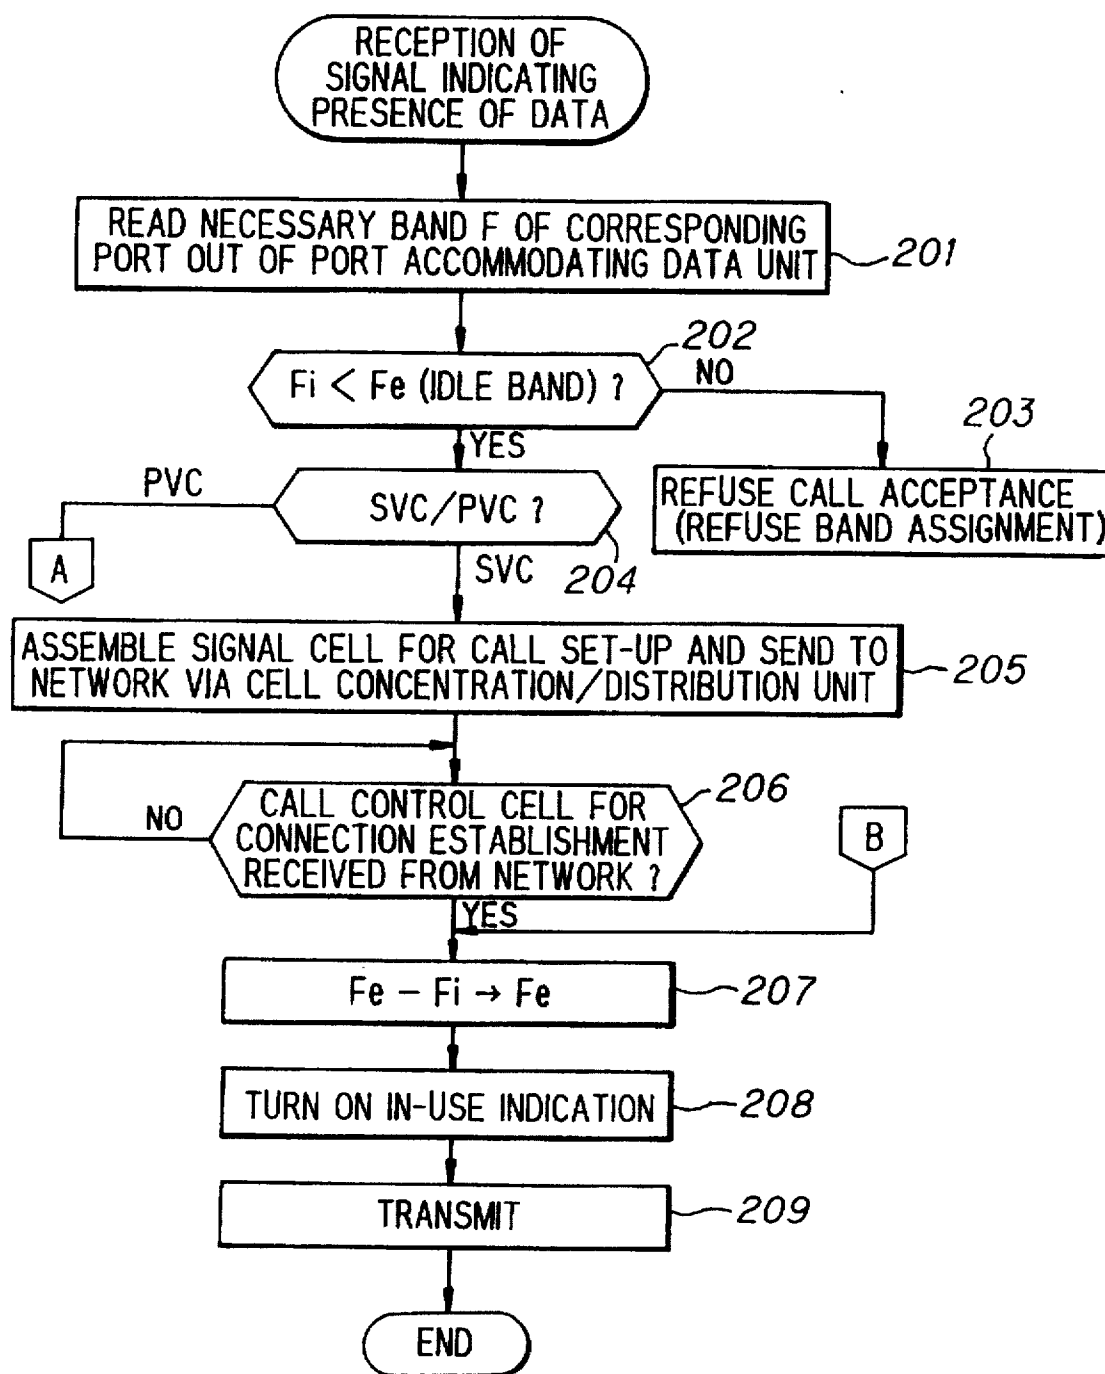 RECEPTION OF
SIGNAL INDICATING
PRESENCE OF DATA
READ NECESSARY BAND F OF CORRESPONDING
PORT OUT OF PORT ACCOMMODATING DATA UNIT
201
202
Fi < Fe (IDLE BAND) ?
NO
YES
203
REFUSE CALL ACCEPTANCE
(REFUSE BAND ASSIGNMENT)
PVC
SVC/PVC ?
204
A
SVC
ASSEMBLE SIGNAL CELL FOR CALL SET-UP AND SEND TO
NETWORK VIA CELL CONCENTRATION/DISTRIBUTION UNIT
205
206
CALL CONTROL CELL FOR
CONNECTION ESTABLISHMENT
RECEIVED FROM NETWORK ?
NO
B
YES
Fe − Fi → Fe
207
TURN ON IN-USE INDICATION
208
TRANSMIT
209
END